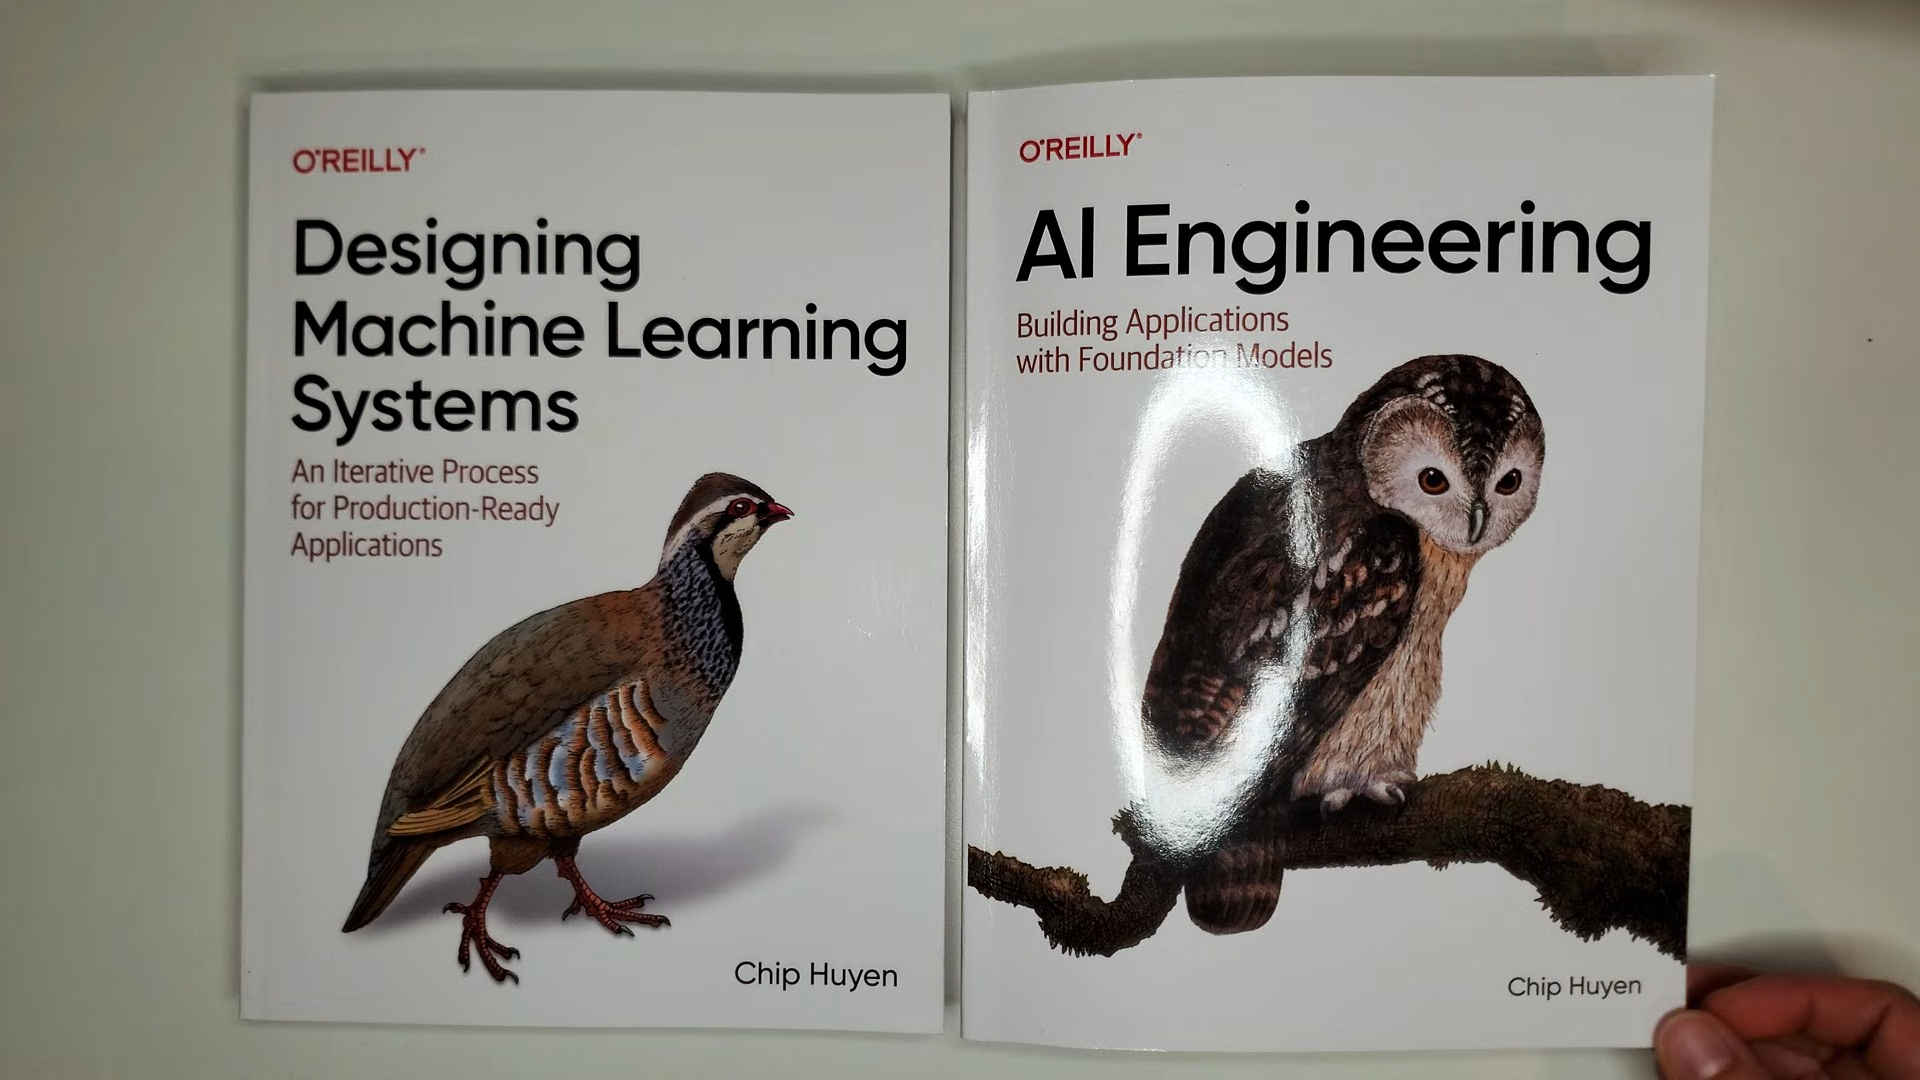 O'REILLY®
Designing
Machine Learning
Systems
An Iterative Process
for Production-Ready
Applications
Chip Huyen
O'REILLY®
AI Engineering
Building Applications
with Foundation Models
Chip Huyen